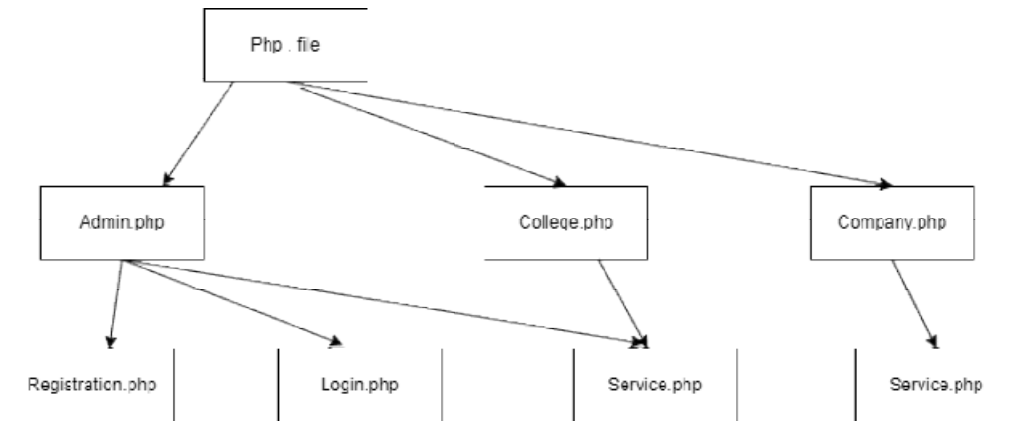 Php . file
Admin.php
College.php
Company.php
Registration.php
Login.php
Service.php
Service.php